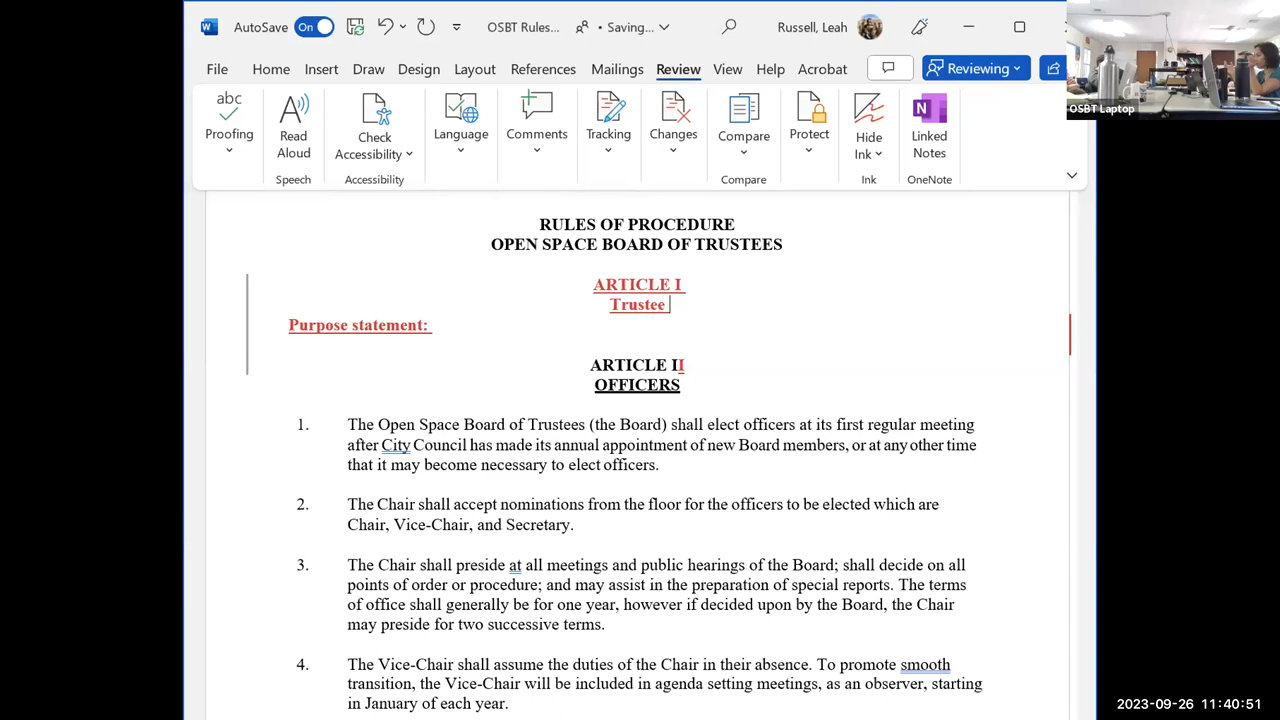 AutoSave On OSBT Rules... • Saving... Russell, Leah
File Home Insert Draw Design Layout References Mailings Review View Help Acrobat Reviewing
abc
Proofing Read Aloud Check Accessibility Language Comments Tracking Changes Compare Protect Hide Ink Linked Notes
Speech Accessibility Compare Ink OneNote
OSBT Laptop
RULES OF PROCEDURE
OPEN SPACE BOARD OF TRUSTEES
ARTICLE I
Trustee
Purpose statement:
ARTICLE II
OFFICERS
1. The Open Space Board of Trustees (the Board) shall elect officers at its first regular meeting
after City Council has made its annual appointment of new Board members, or at any other time
that it may become necessary to elect officers.
2. The Chair shall accept nominations from the floor for the officers to be elected which are
Chair, Vice-Chair, and Secretary.
3. The Chair shall preside at all meetings and public hearings of the Board; shall decide on all
points of order or procedure; and may assist in the preparation of special reports. The terms
of office shall generally be for one year, however if decided upon by the Board, the Chair
may preside for two successive terms.
4. The Vice-Chair shall assume the duties of the Chair in their absence. To promote smooth
transition, the Vice-Chair will be included in agenda setting meetings, as an observer, starting
in January of each year.
2023-09-26 11:40:51